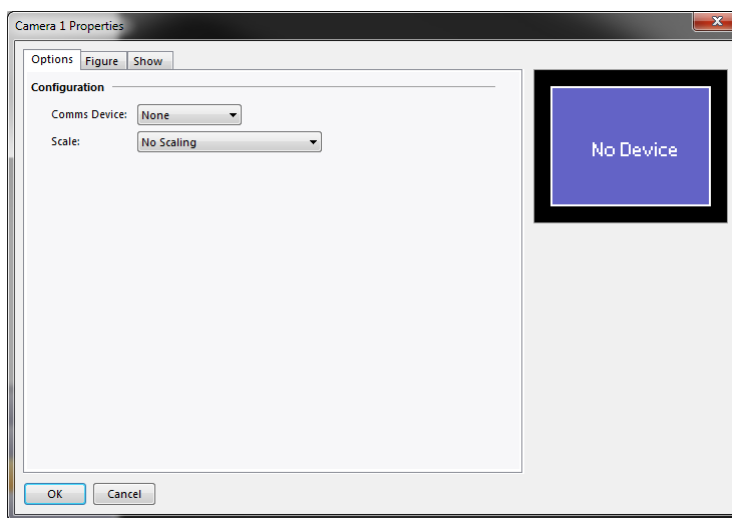 Camera 1 Properties
Options Figure Show
Configuration
Comms Device: None
Scale: No Scaling
No Device
OK Cancel